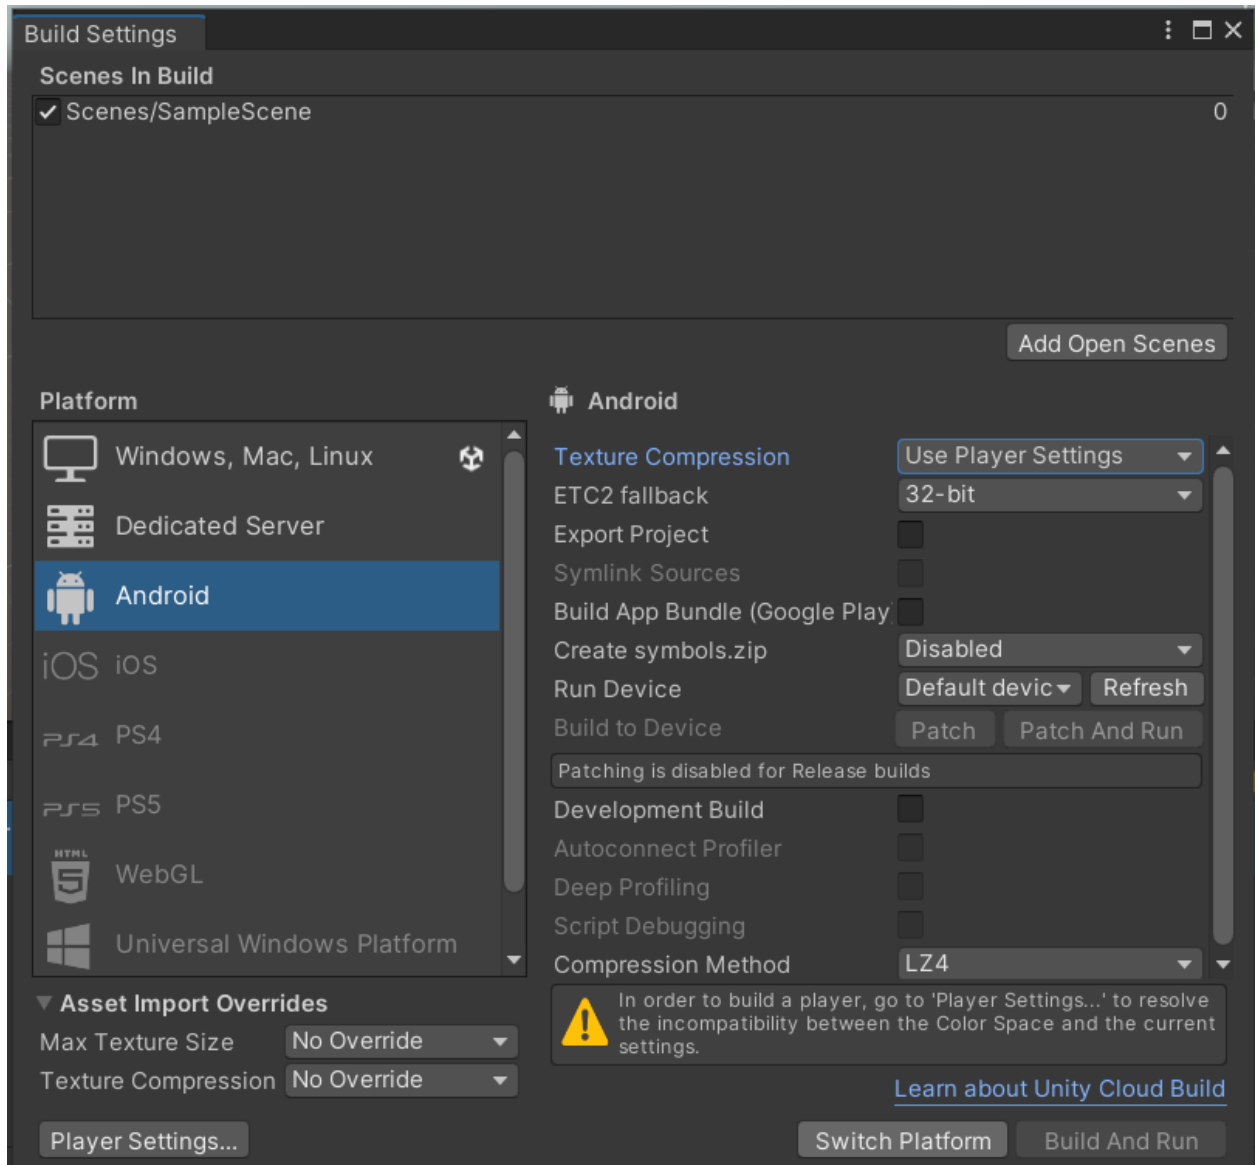 Build Settings
Scenes In Build
Scenes/SampleScene 0
Add Open Scenes
Platform
Windows, Mac, Linux
Dedicated Server
Android
iOS iOS
PS4 PS4
PS5 PS5
HTML 5 WebGL
Universal Windows Platform
Android
Texture Compression Use Player Settings
ETC2 fallback 32-bit
Export Project
Symlink Sources
Build App Bundle (Google Play)
Create symbols.zip Disabled
Run Device Default devic Refresh
Build to Device Patch Patch And Run
Patching is disabled for Release builds
Development Build
Autoconnect Profiler
Deep Profiling
Script Debugging
Compression Method LZ4
Asset Import Overrides
Max Texture Size No Override
Texture Compression No Override
In order to build a player, go to 'Player Settings...' to resolve
the incompatibility between the Color Space and the current
settings.
Learn about Unity Cloud Build
Player Settings...
Switch Platform Build And Run